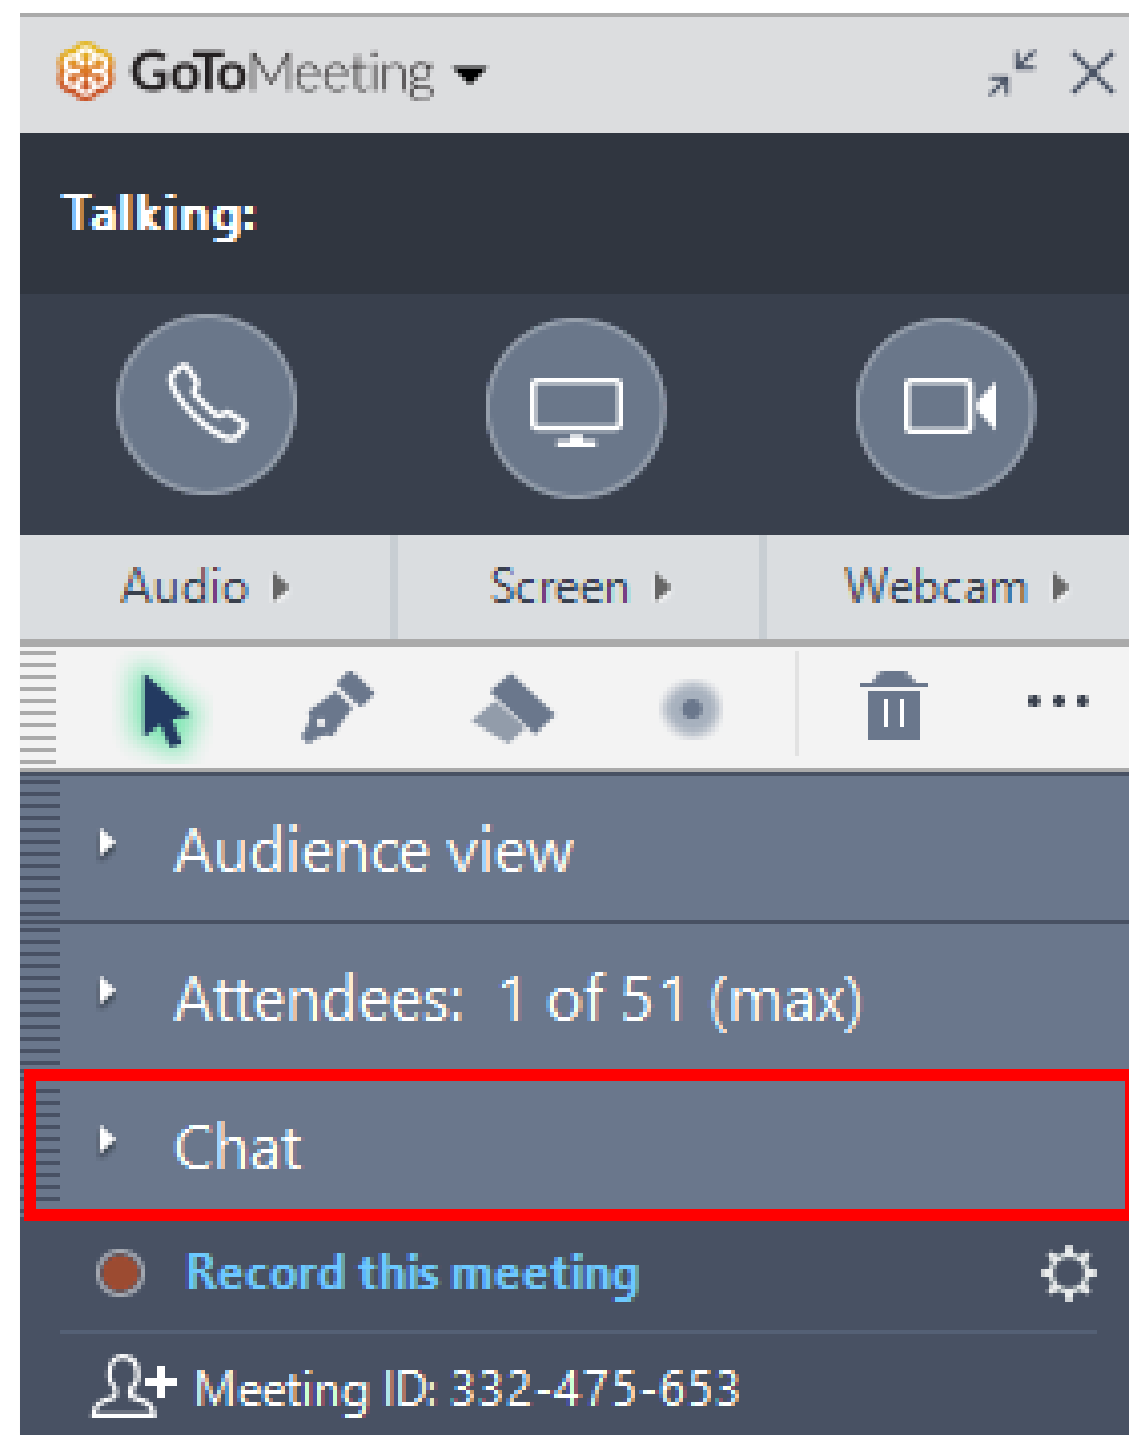 GoToMeeting
Talking:
Audio Screen Webcam
Audience view
Attendees: 1 of 51 (max)
Chat
Record this meeting
Meeting ID: 332-475-653